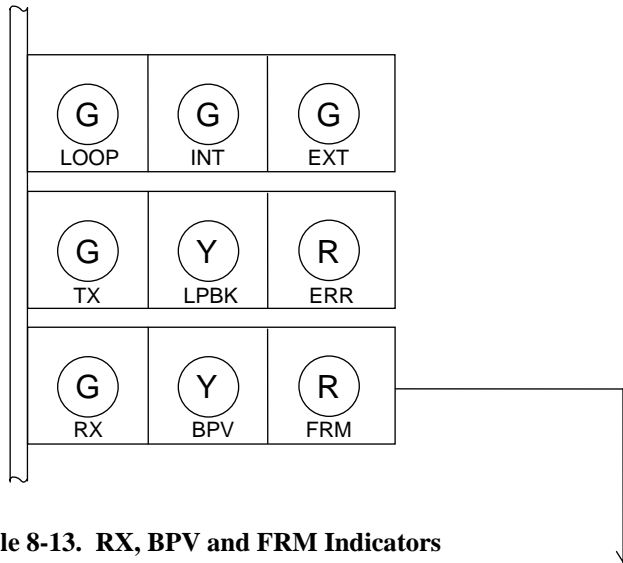 G G G
LOOP INT EXT
G Y R
TX LPBK ERR
G Y R
RX BPV FRM
le 8-13. RX, BPV and FRM Indicators